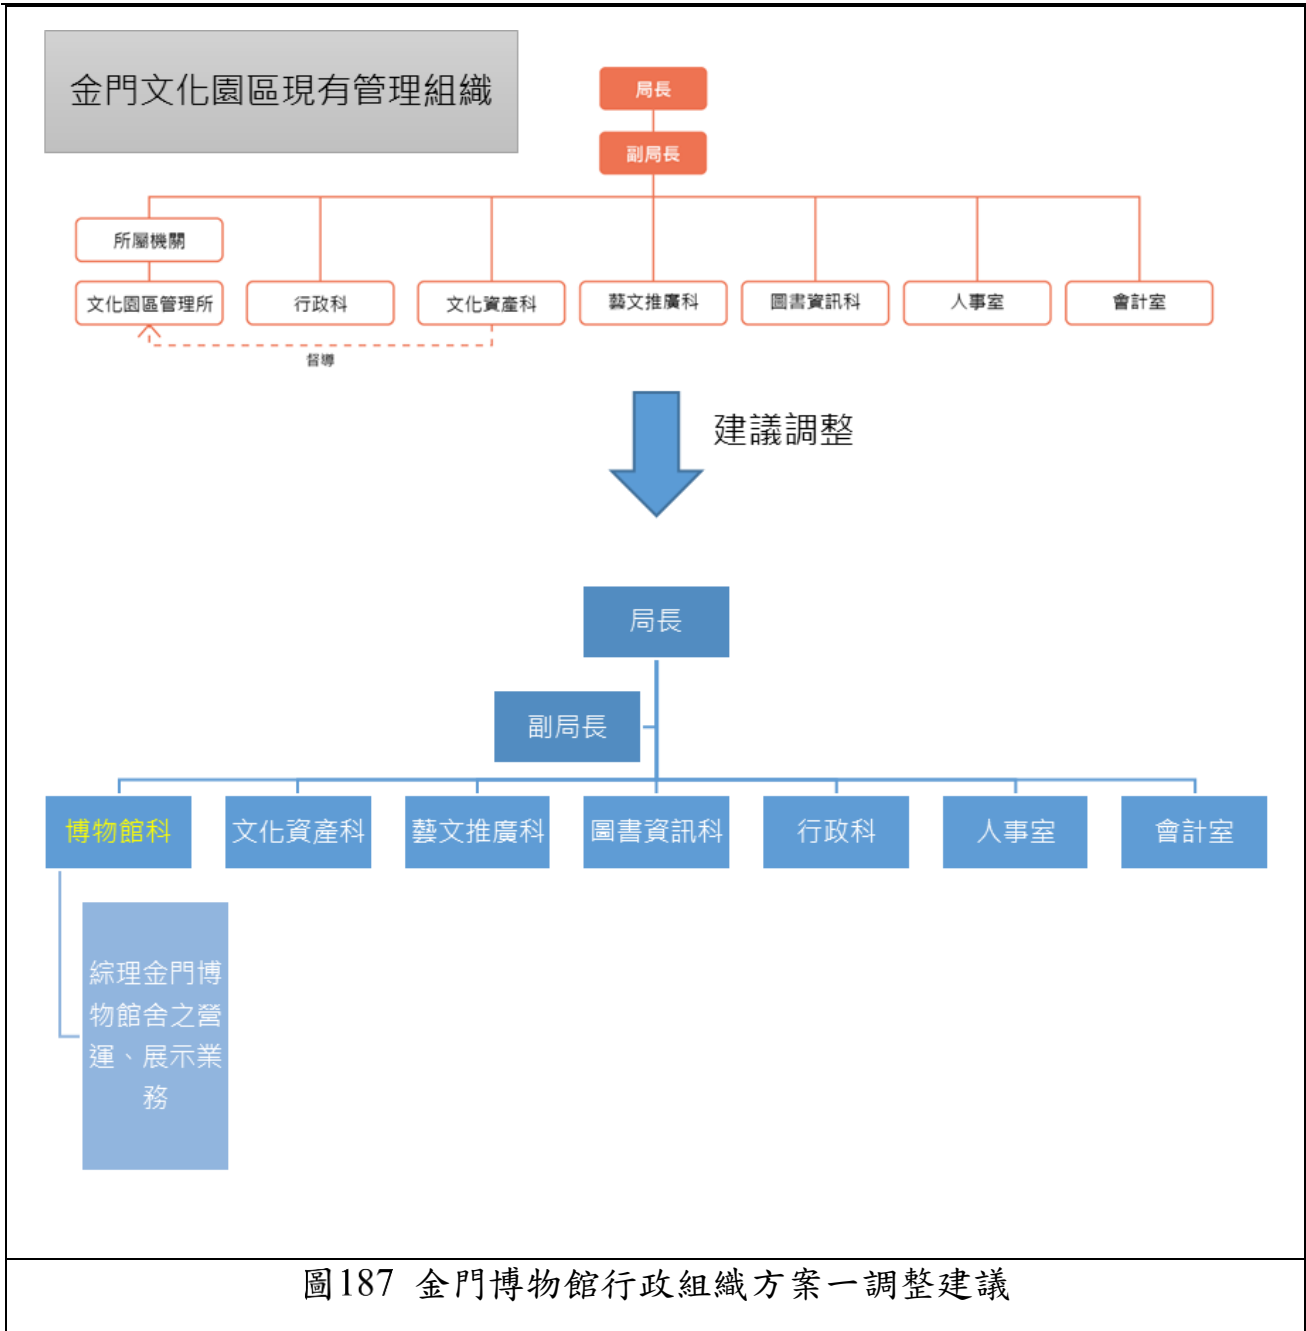 金門文化園區現有管理組織
局長
副局長
所屬機關
文化園區管理所
行政科
文化資產科
藝文推廣科
圖書資訊科
人事室
會計室
督導
建議調整
局長
副局長
博物館科
文化資產科
藝文推廣科
圖書資訊科
行政科
人事室
會計室
綜理金門博
物館舍之營
運、展示業
務
圖187 金門博物館行政組織方案一調整建議